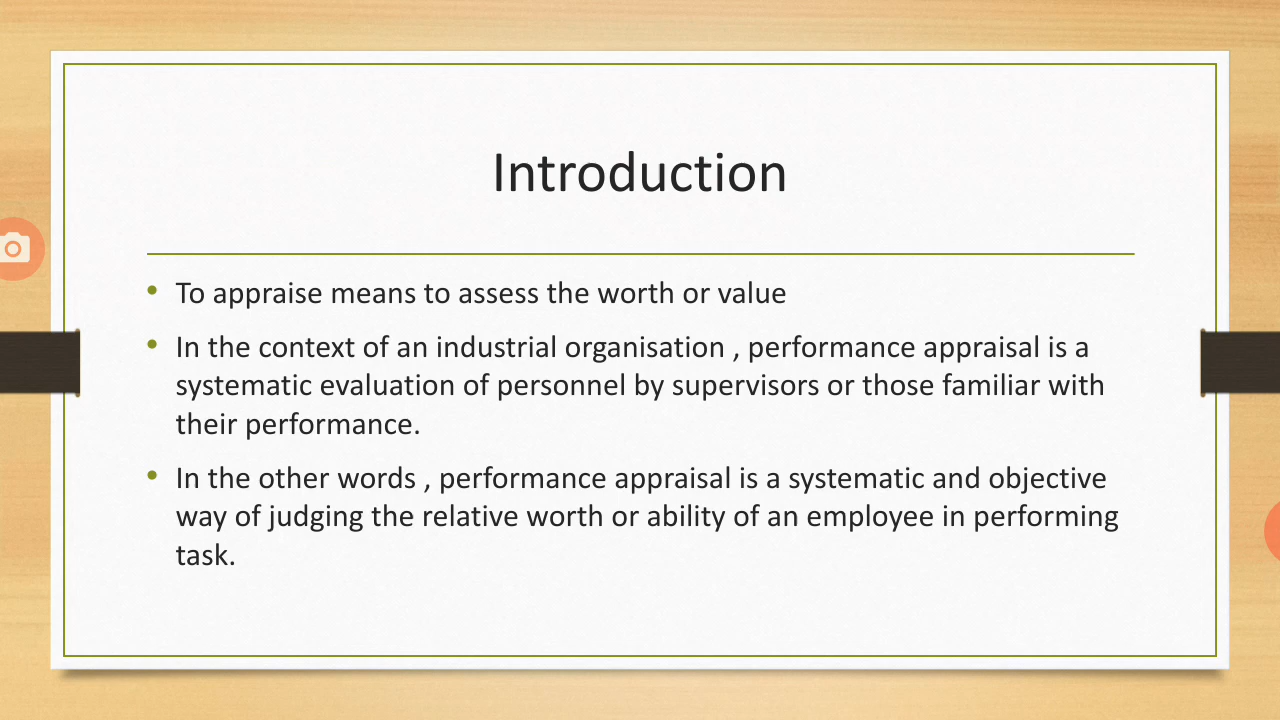 Introduction
• To appraise means to assess the worth or value
• In the context of an industrial organisation , performance appraisal is a
systematic evaluation of personnel by supervisors or those familiar with
their performance.
• In the other words , performance appraisal is a systematic and objective
way of judging the relative worth or ability of an employee in performing
task.